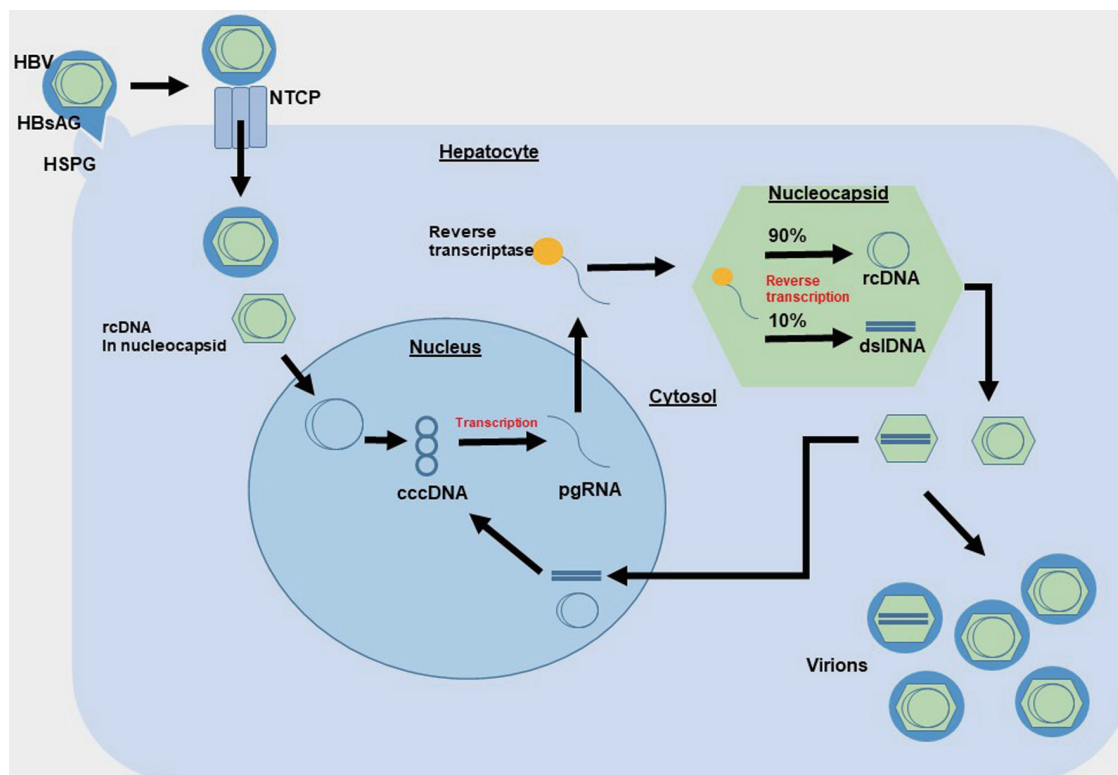 HBV
HBsAG
HSPG
NTCP
Hepatocyte
Reverse
transcriptase
Nucleocapsid
90%
rcDNA
Reverse
transcription
10%
dslDNA
rcDNA
In nucleocapsid
Nucleus
Cytosol
Transcription
cccDNA
pgRNA
Virions